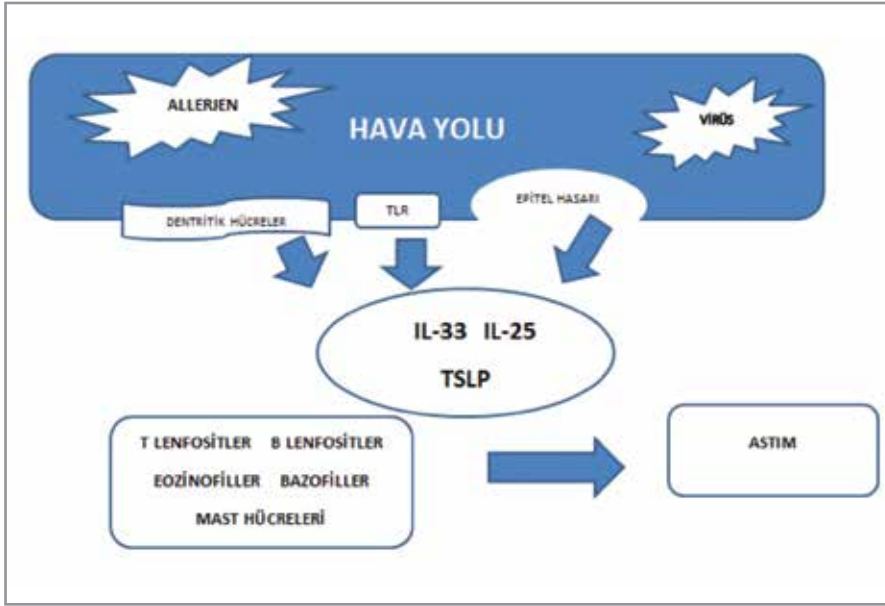 ALLERJEN
HAVA YOLU
VİRÜS
DENTRİTİK HÜCRELER
TLR
EPİTEL HASARI
IL-33 IL-25
TSLP
T LENFOSİTLER B LENFOSİTLER
EOZİNOFİLLER BAZOFİLLER
MAST HÜCRELERİ
ASTIM